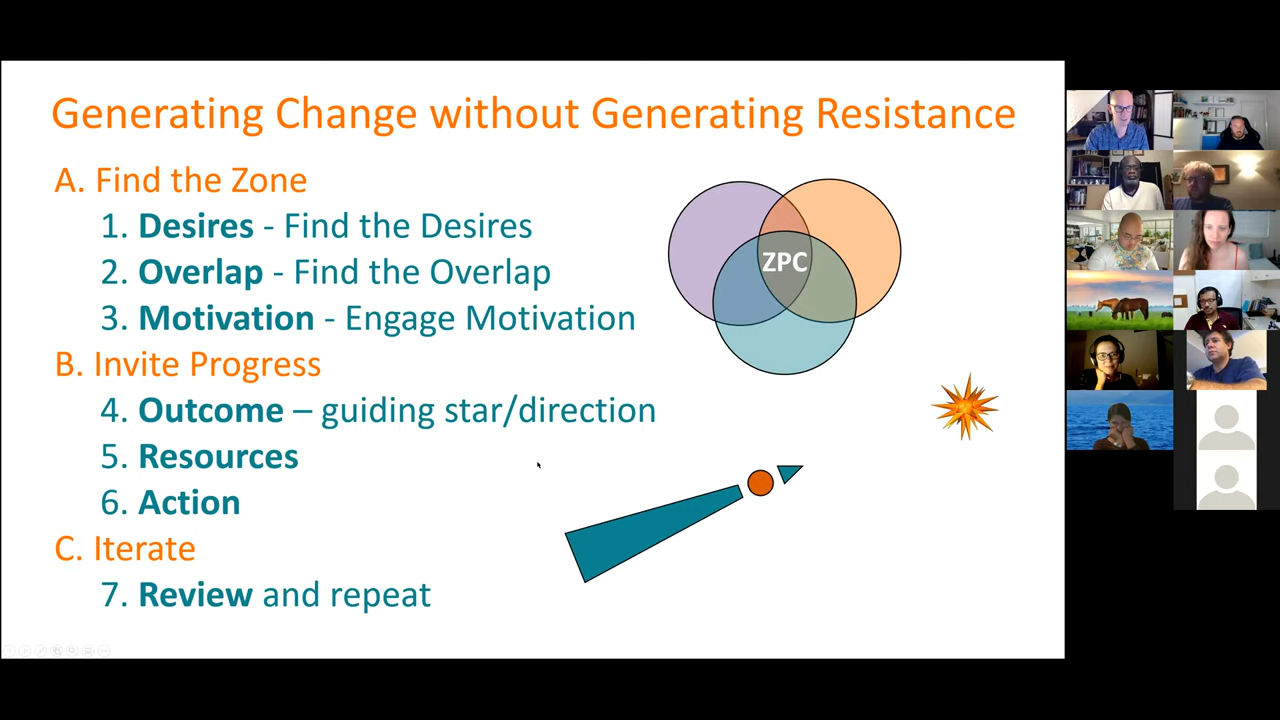 Generating Change without Generating Resistance
A. Find the Zone
1. Desires - Find the Desires
2. Overlap - Find the Overlap
3. Motivation - Engage Motivation
B. Invite Progress
4. Outcome – guiding star/direction
5. Resources
6. Action
C. Iterate
7. Review and repeat
ZPC